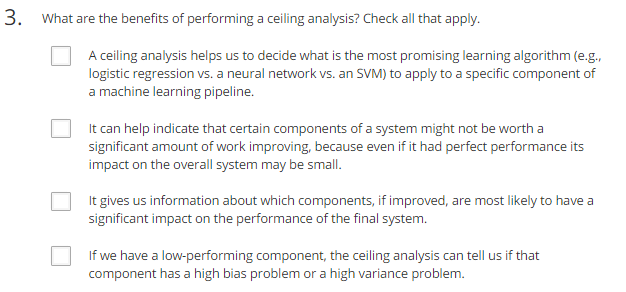 3. What are the benefits of performing a ceiling analysis? Check all that apply.
A ceiling analysis helps us to decide what is the most promising learning algorithm (e.g.,
logistic regression vs. a neural network vs. an SVM) to apply to a specific component of
a machine learning pipeline.
It can help indicate that certain components of a system might not be worth a
significant amount of work improving, because even if it had perfect performance its
impact on the overall system may be small.
It gives us information about which components, if improved, are most likely to have a
significant impact on the performance of the final system.
If we have a low-performing component, the ceiling analysis can tell us if that
component has a high bias problem or a high variance problem.